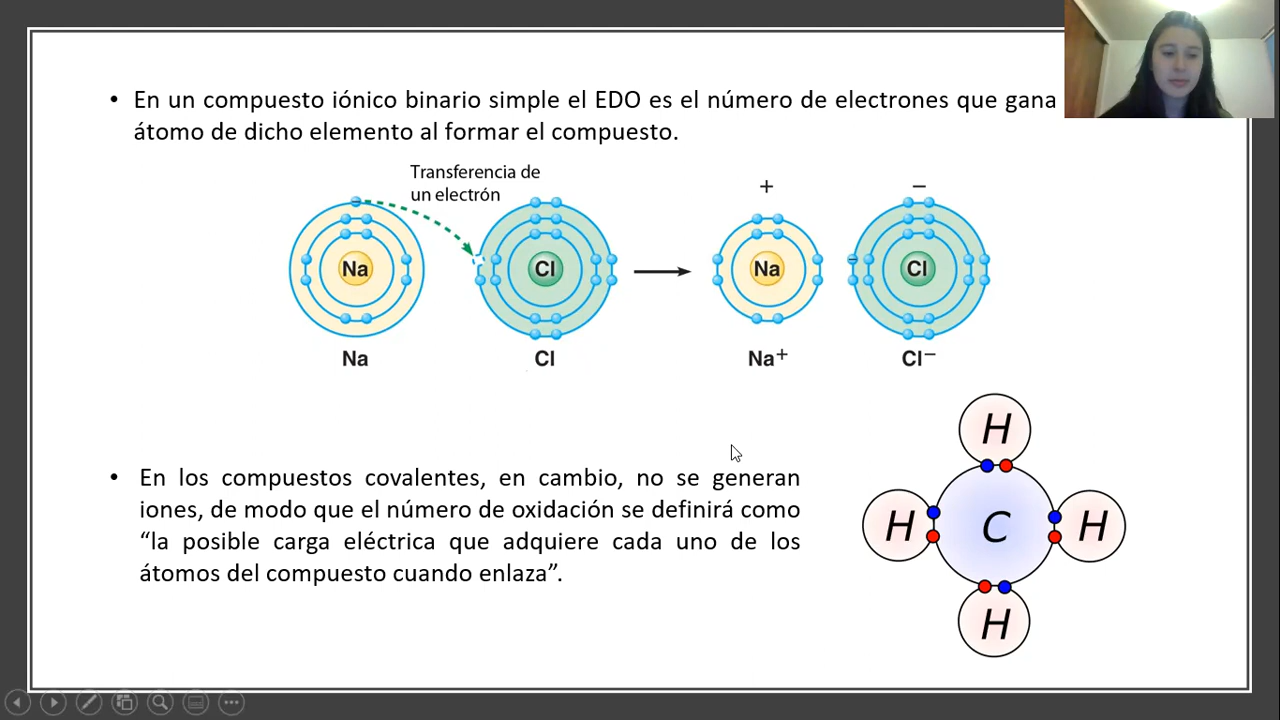 • En un compuesto iónico binario simple el EDO es el número de electrones que gana
átomo de dicho elemento al formar el compuesto.
Transferencia de
un electrón
+
−
Na
Cl
Na
Cl
Na
Cl
Na+
Cl−
• En los compuestos covalentes, en cambio, no se generan
iones, de modo que el número de oxidación se definirá como
“la posible carga eléctrica que adquiere cada uno de los
átomos del compuesto cuando enlaza”.
H
H
C
H
H